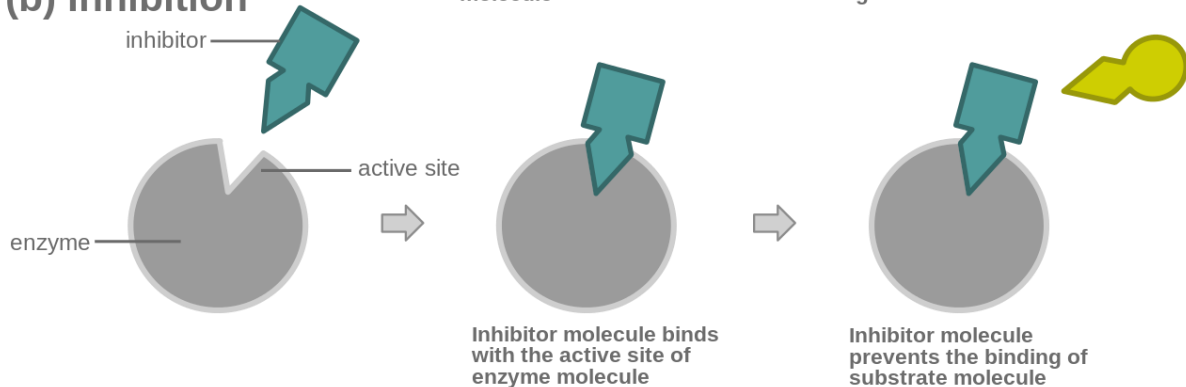 (b) Inhibition
inhibitor
active site
enzyme
Inhibitor molecule binds
with the active site of
enzyme molecule
Inhibitor molecule
prevents the binding of
substrate molecule